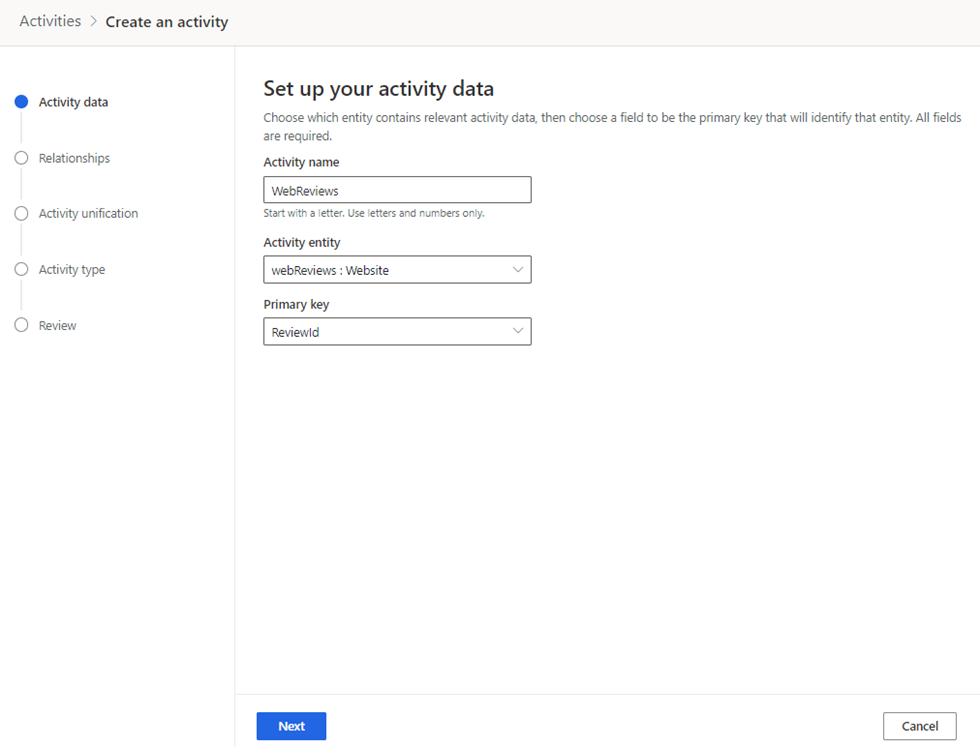 Activities > Create an activity
Activity data
Relationships
Activity unification
Activity type
Review
Set up your activity data
Choose which entity contains relevant activity data, then choose a field to be the primary key that will identify that entity. All fields
are required.
Activity name
WebReviews
Start with a letter. Use letters and numbers only.
Activity entity
webReviews : Website
Primary key
ReviewId
Next
Cancel